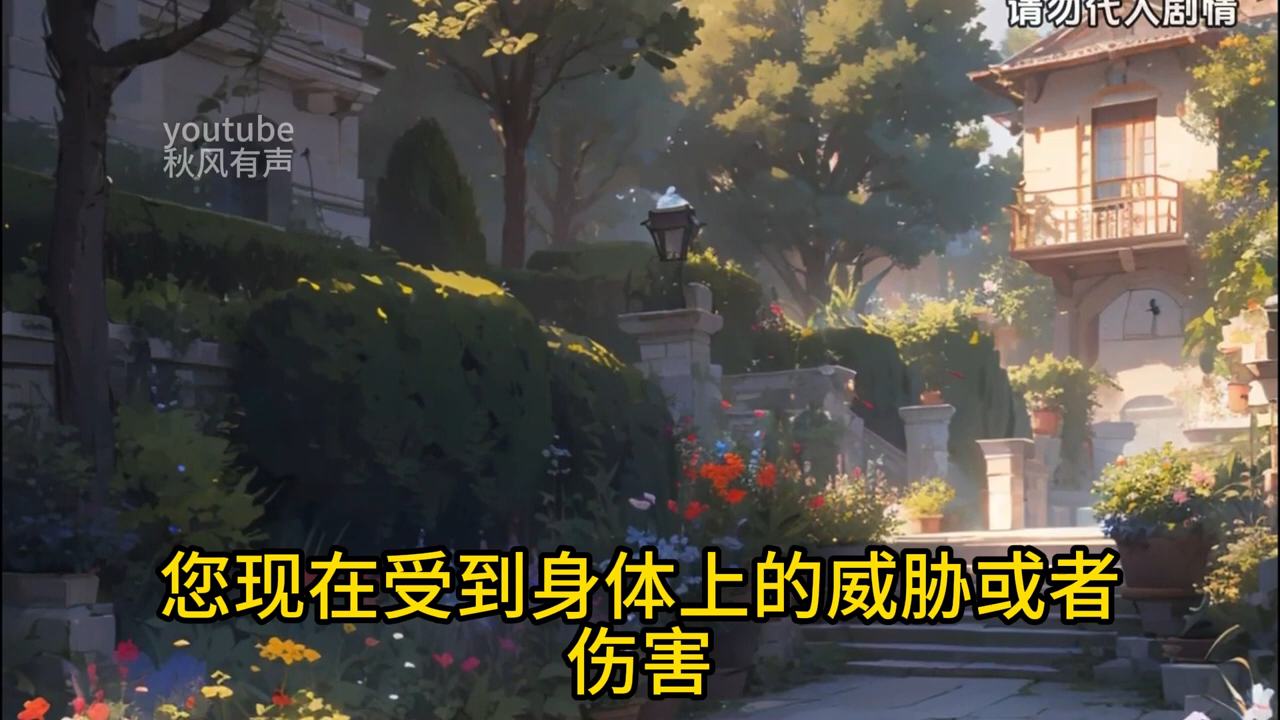 请勿代入剧情
youtube
秋风有声
您现在受到身体上的威胁或者
伤害